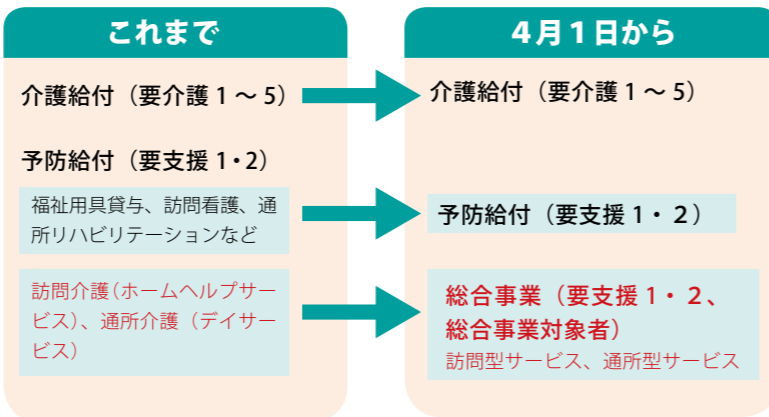 これまで
介護給付（要介護１～５）
予防給付（要支援１・２）
福祉用具貸与、訪問看護、通
所リハビリテーションなど
訪問介護（ホームヘルプサー
ビス）、通所介護（デイサー
ビス）
４月１日から
介護給付（要介護１～５）
予防給付（要支援１・２）
総合事業（要支援１・２、
総合事業対象者）
訪問型サービス、通所型サービス